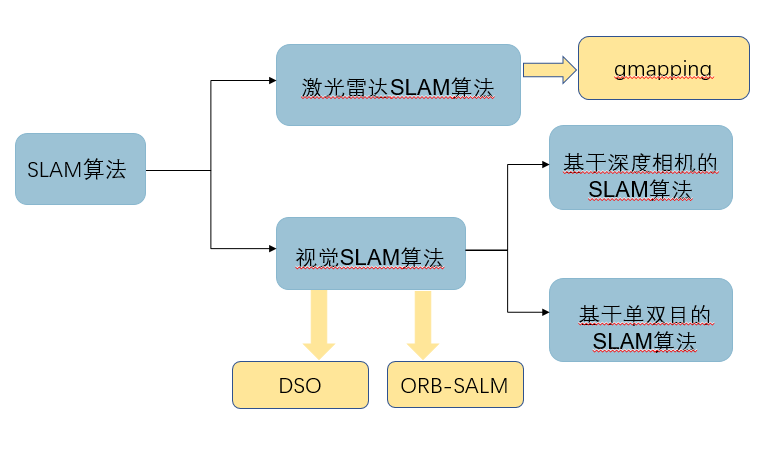 激光雷达SLAM算法
gmapping
SLAM算法
基于深度相机的
SLAM算法
视觉SLAM算法
基于单双目的
SLAM算法
DSO
ORB-SALM